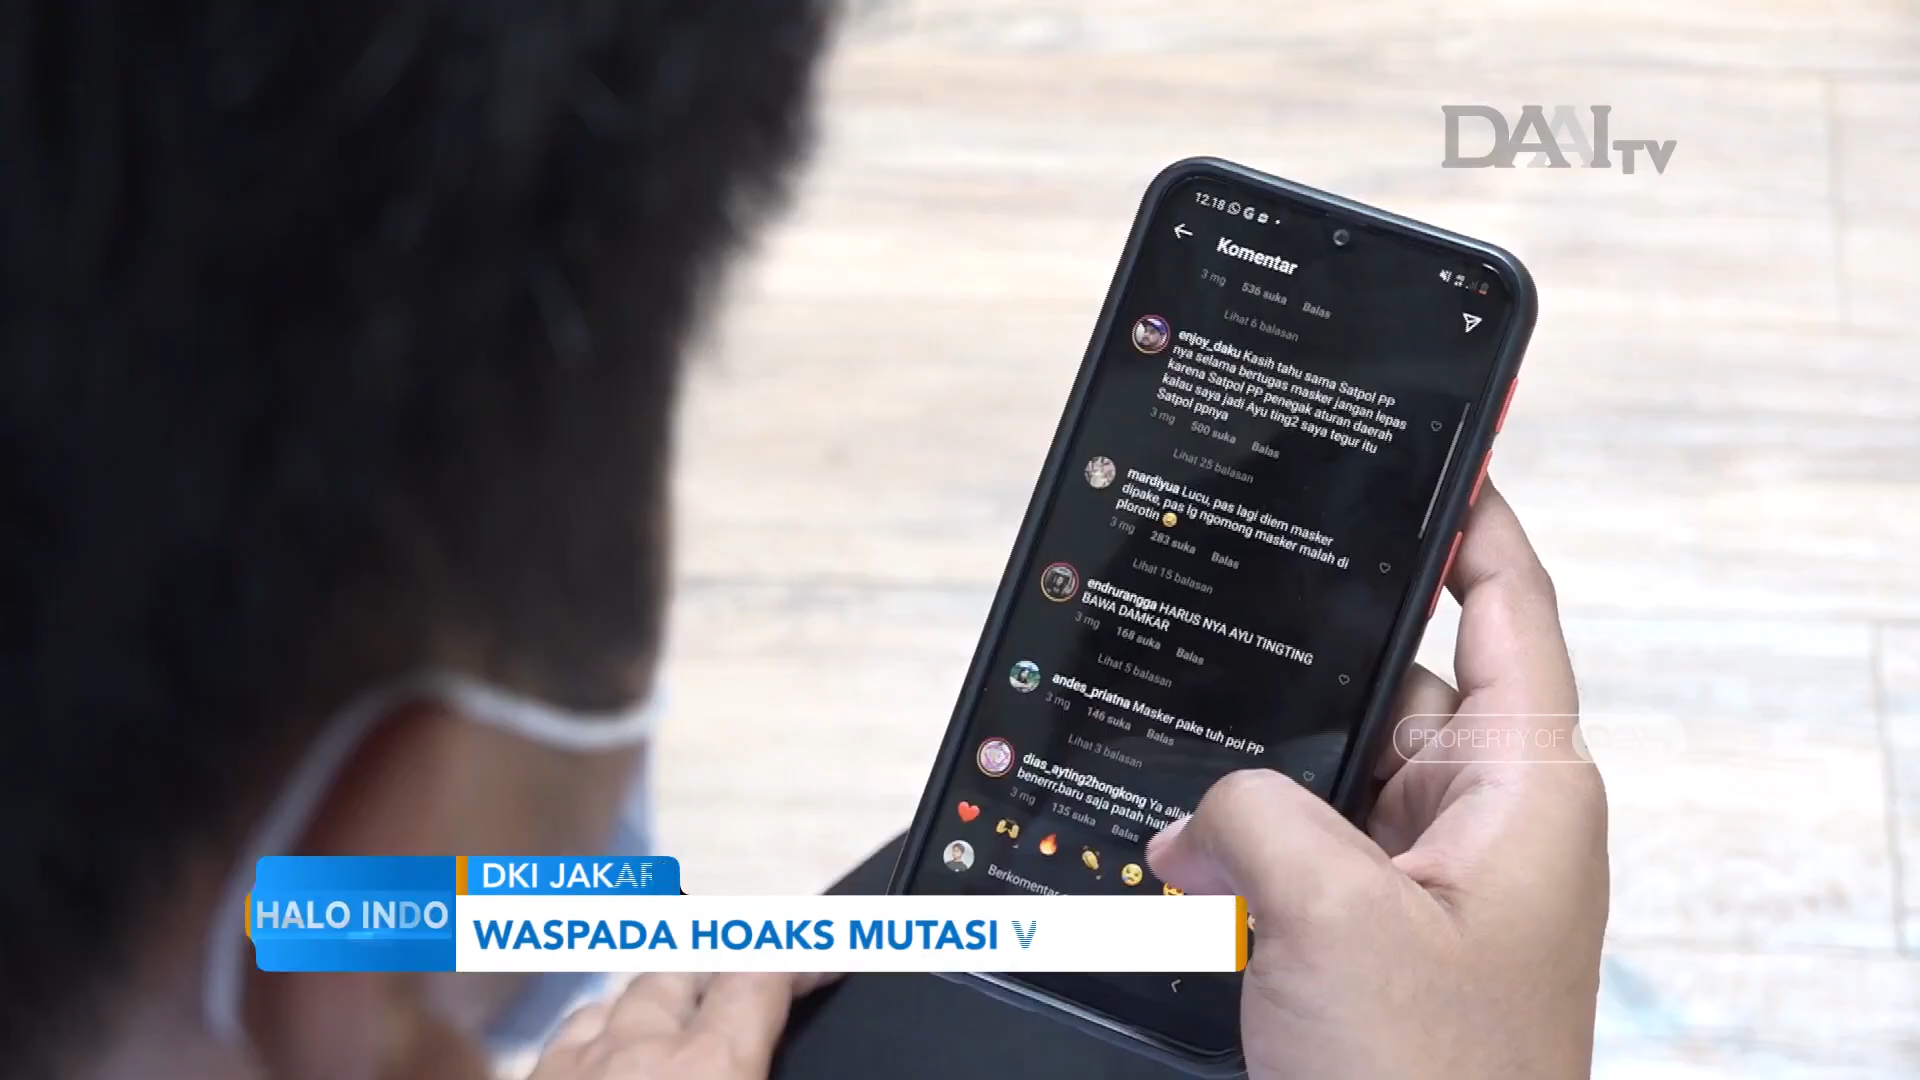 DAAITV
12.18
Komentar
3 mg 536 suka Balas
Lihat 6 balasan
enjoy_daku Kasih tahu sama Satpol PP
nya selama bertugas masker jangan lepas
karena Satpol PP penegak aturan daerah
kalau saya jadi Ayu ting2 saya tegur itu
Satpol ppnya
3 mg 500 suka Balas
Lihat 25 balasan
mardiyua Lucu, pas lagi diem masker
dipake, pas lg ngomong masker malah di
plorotin
3 mg 283 suka Balas
Lihat 15 balasan
endrurangga HARUS NYA AYU TINGTING
BAWA DAMKAR
3 mg 168 suka Balas
Lihat 5 balasan
andes_priatna Masker pake tuh pol PP
3 mg 146 suka Balas
Lihat 3 balasan
dias_ayting2hongkong Ya allah
benerrr,baru saja patah hati
3 mg 135 suka Balas
Berkomentar
PROPERTY OF
DKI JAKAR
HALO INDO
WASPADA HOAKS MUTASI V